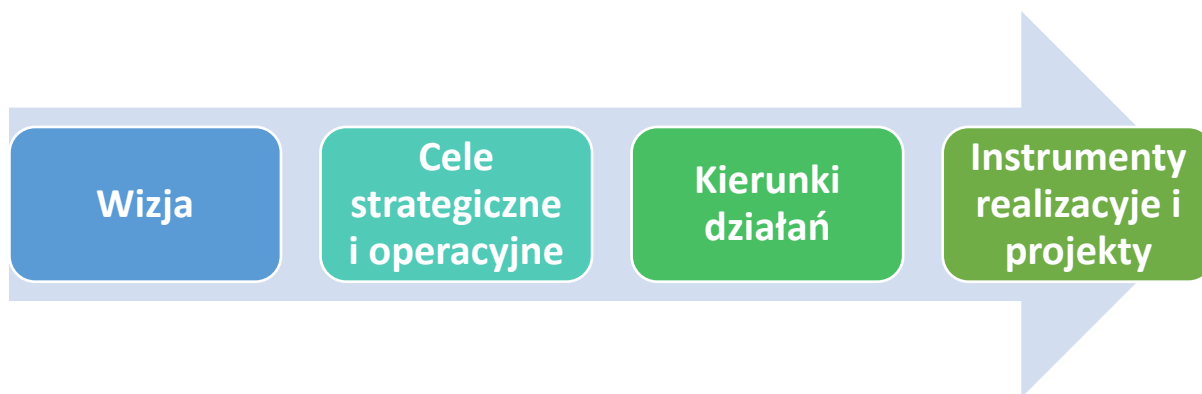 Wizja
Cele
strategiczne
i operacyjne
Kierunki
działań
Instrumenty
realizacyje i
projekty